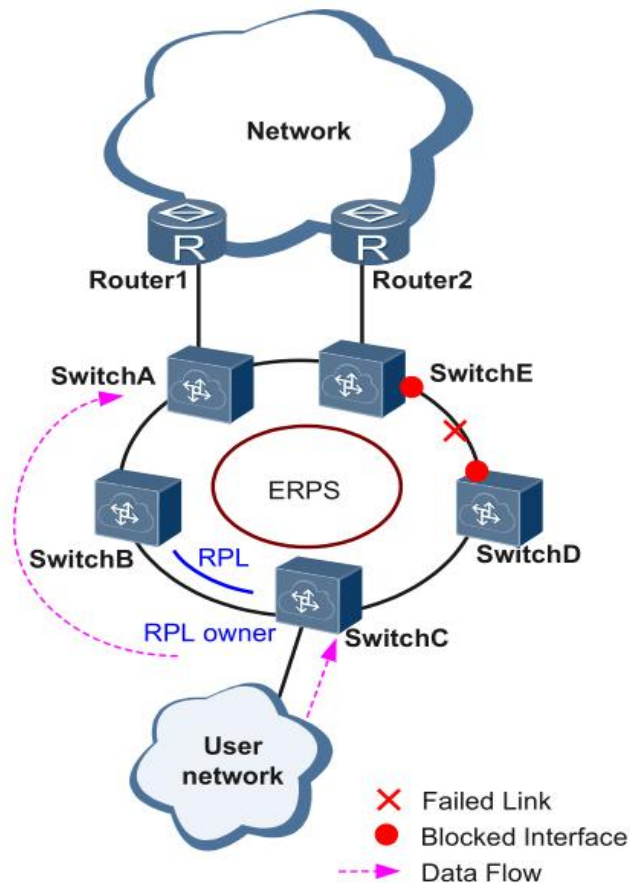 Network
R
R
Router1
Router2
SwitchA
SwitchE
ERPS
SwitchB
SwitchD
RPL
RPL owner
SwitchC
User
network
Failed Link
Blocked Interface
Data Flow